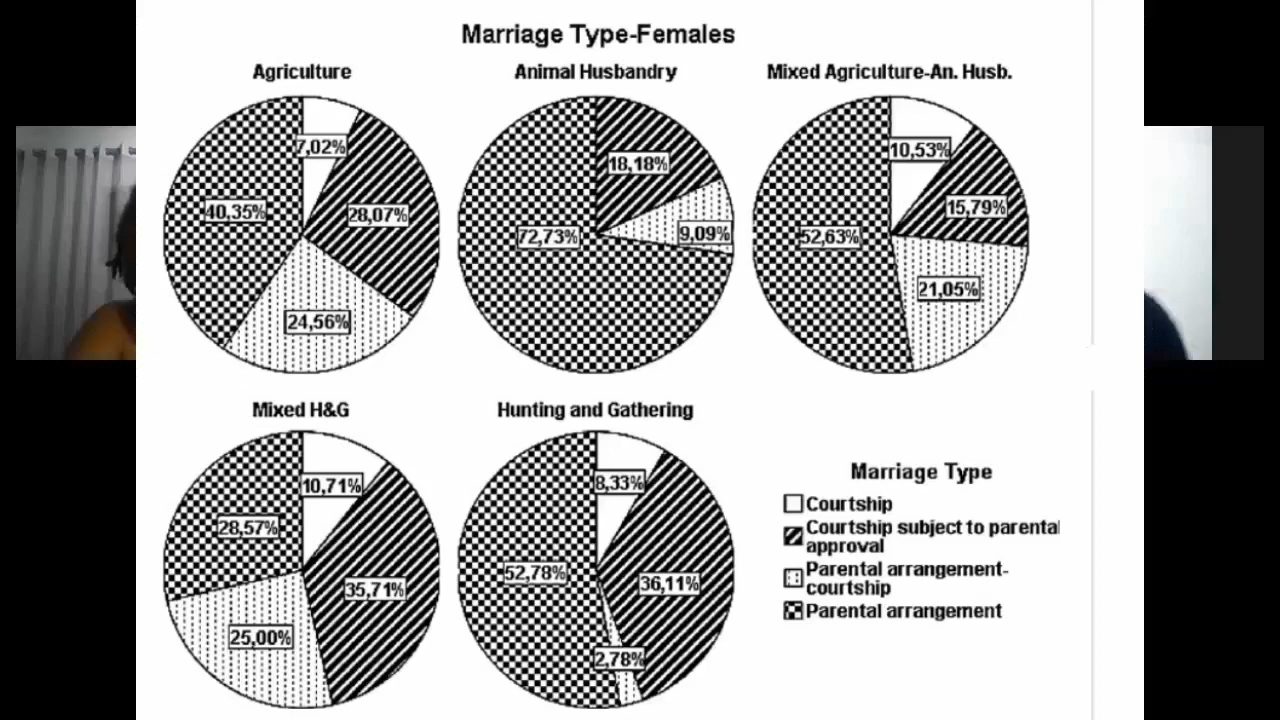 Marriage Type-Females
Agriculture
Animal Husbandry
Mixed Agriculture-An. Husb.
7,02%
28,07%
24,56%
40,35%
18,18%
9,09%
72,73%
10,53%
15,79%
21,05%
52,63%
Mixed H&G
Hunting and Gathering
10,71%
35,71%
25,00%
28,57%
8,33%
36,11%
2,78%
52,78%
Marriage Type
Courtship
Courtship subject to parental
approval
Parental arrangement-
courtship
Parental arrangement